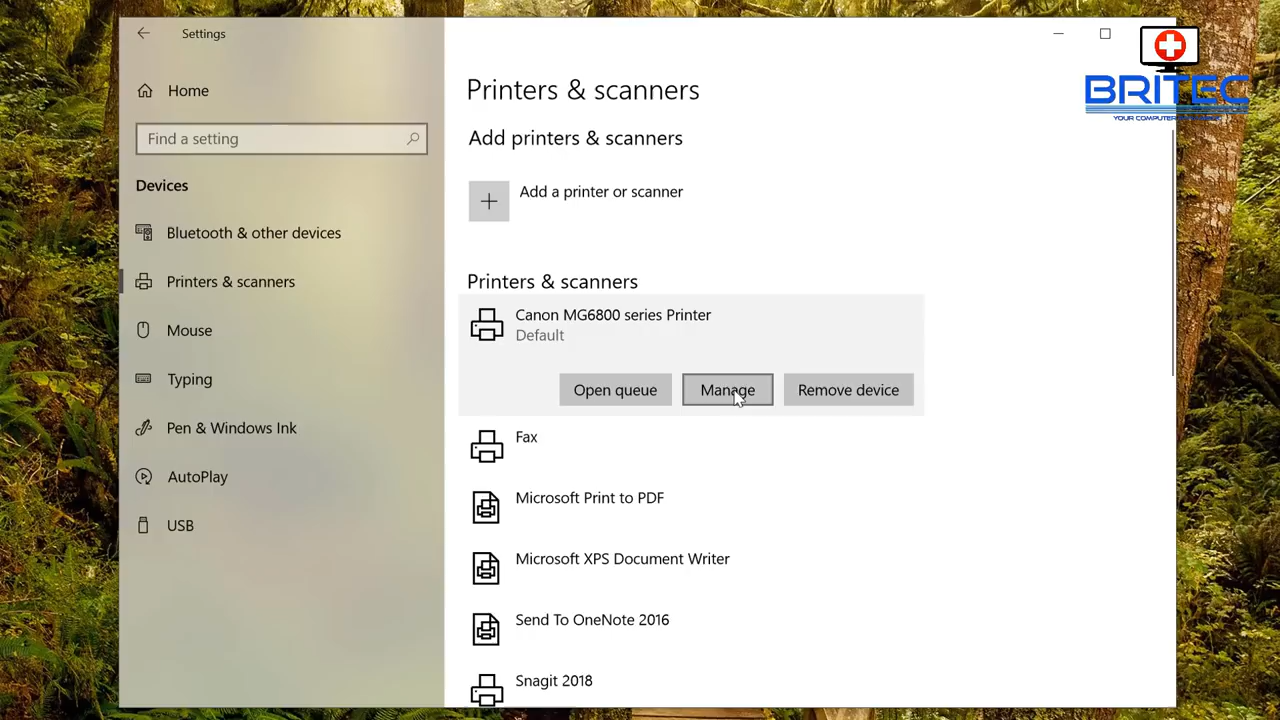 Settings
Home
Find a setting
Devices
Bluetooth & other devices
Printers & scanners
Mouse
Typing
Pen & Windows Ink
AutoPlay
USB
Printers & scanners
Add printers & scanners
Add a printer or scanner
Printers & scanners
Canon MG6800 series Printer
Default
Open queue
Manage
Remove device
Fax
Microsoft Print to PDF
Microsoft XPS Document Writer
Send To OneNote 2016
Snagit 2018
BRITEC
YOUR COMPUTER